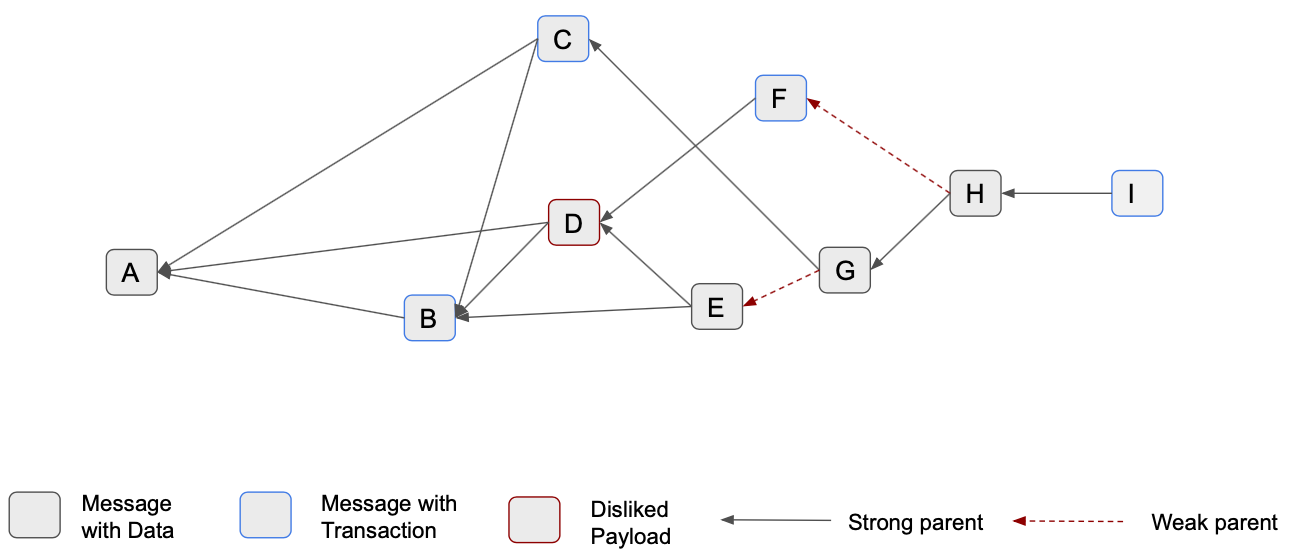 C
F
H
I
D
A
G
E
B
Message
with Data
Message with
Transaction
Disliked
Payload
Strong parent
Weak parent